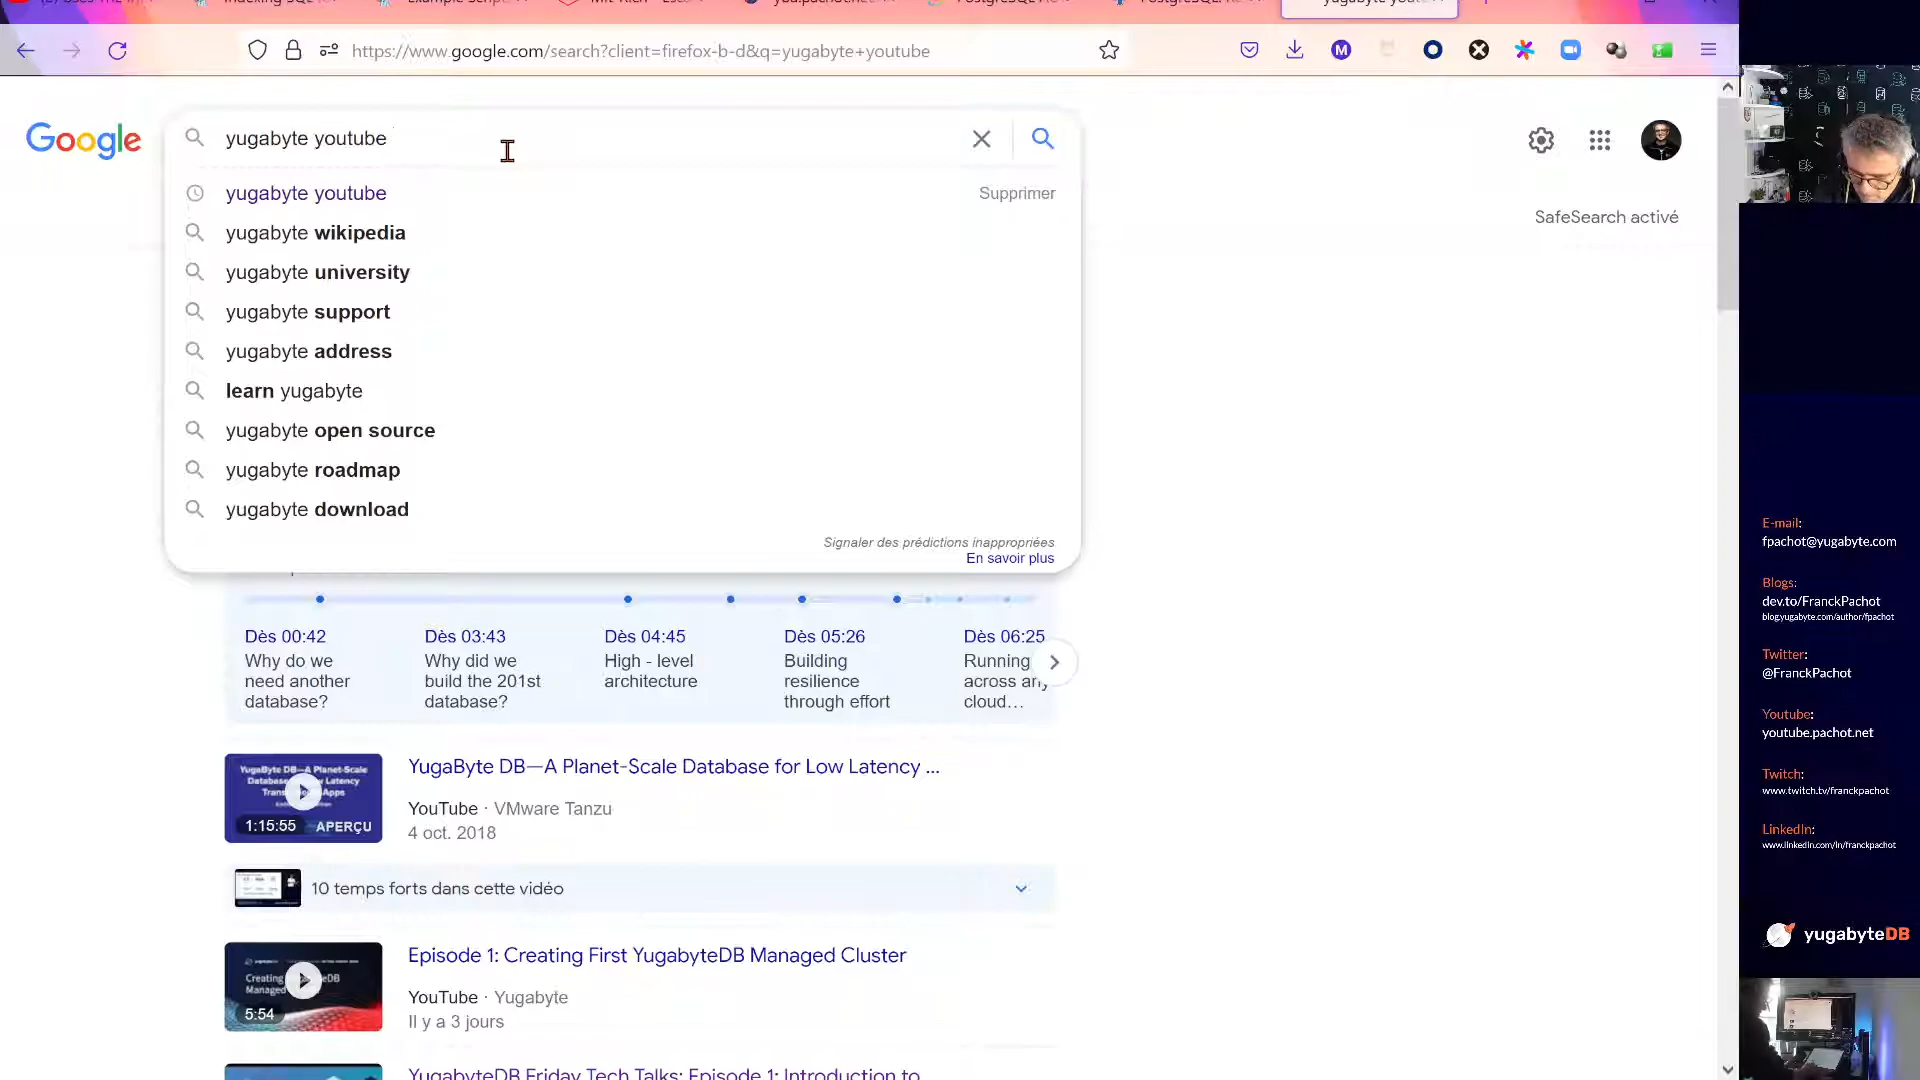 https://www.google.com/search?client=firefox-b-d&q=yugabyte+youtube
Google
yugabyte youtube
yugabyte youtube
Supprimer
yugabyte wikipedia
yugabyte university
yugabyte support
yugabyte address
learn yugabyte
yugabyte open source
yugabyte roadmap
yugabyte download
Signaler des prédictions inappropriées
En savoir plus
SafeSearch activé
Dès 00:42
Why do we
need another
database?
Dès 03:43
Why did we
build the 201st
database?
Dès 04:45
High - level
architecture
Dès 05:26
Building
resilience
through effort
Dès 06:25
Running
across any
cloud...
YugaByte DB—A Planet-Scale
1:15:55 APERÇU
YugaByte DB—A Planet-Scale Database for Low Latency ...
YouTube · VMware Tanzu
4 oct. 2018
10 temps forts dans cette vidéo
5:54
Episode 1: Creating First YugabyteDB Managed Cluster
YouTube · Yugabyte
Il y a 3 jours
YugabyteDB Friday Tech Talks: Episode 1: Introduction to
E-mail:
fpachot@yugabyte.com
Blogs:
dev.to/FranckPachot
blog.yugabyte.com/author/fpachot
Twitter:
@FranckPachot
Youtube:
youtube.pachot.net
Twitch:
www.twitch.tv/franckpachot
LinkedIn:
www.linkedin.com/in/franckpachot
yugabyteDB